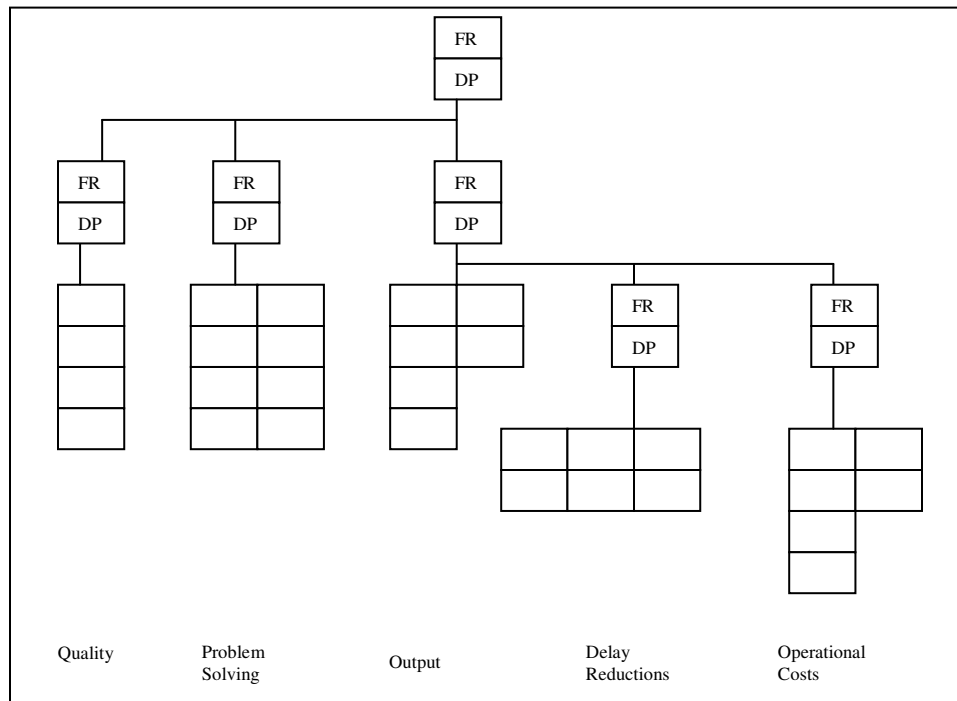 FR
DP
FR
DP
FR
DP
FR
DP
FR
DP
FR
DP
Quality
Problem
Solving
Output
Delay
Reductions
Operational
Costs